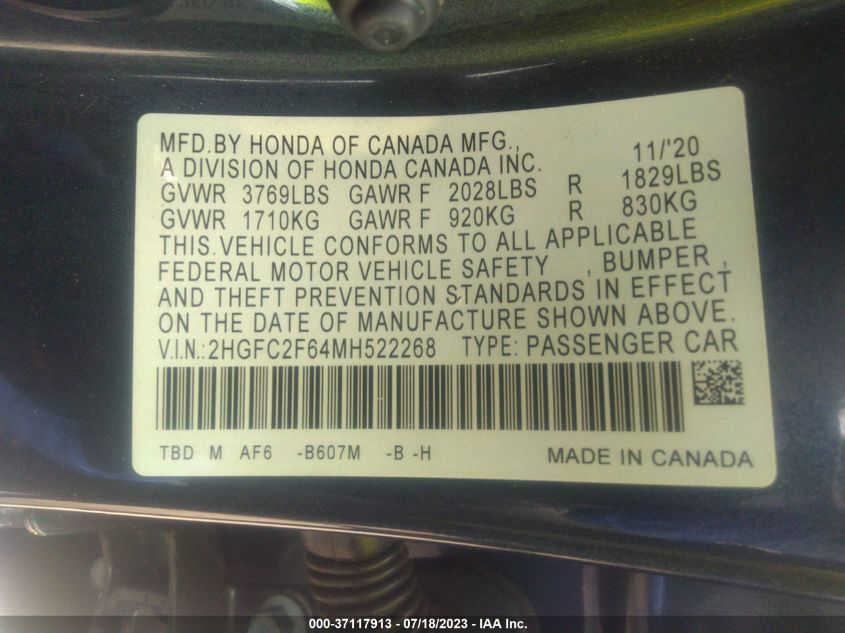 MFD.BY HONDA OF CANADA MFG., 11/'20
A DIVISION OF HONDA CANADA INC.
GVWR 3769LBS GAWR F 2028LBS R 1829LBS
GVWR 1710KG GAWR F 920KG R 830KG
THIS VEHICLE CONFORMS TO ALL APPLICABLE
FEDERAL MOTOR VEHICLE SAFETY , BUMPER ,
AND THEFT PREVENTION STANDARDS IN EFFECT
ON THE DATE OF MANUFACTURE SHOWN ABOVE.
V.I.N.:2HGFC2F64MH522268 TYPE: PASSENGER CAR
TBD M AF6 -B607M -B -H MADE IN CANADA
000-37117913 - 07/18/2023 - IAA Inc.